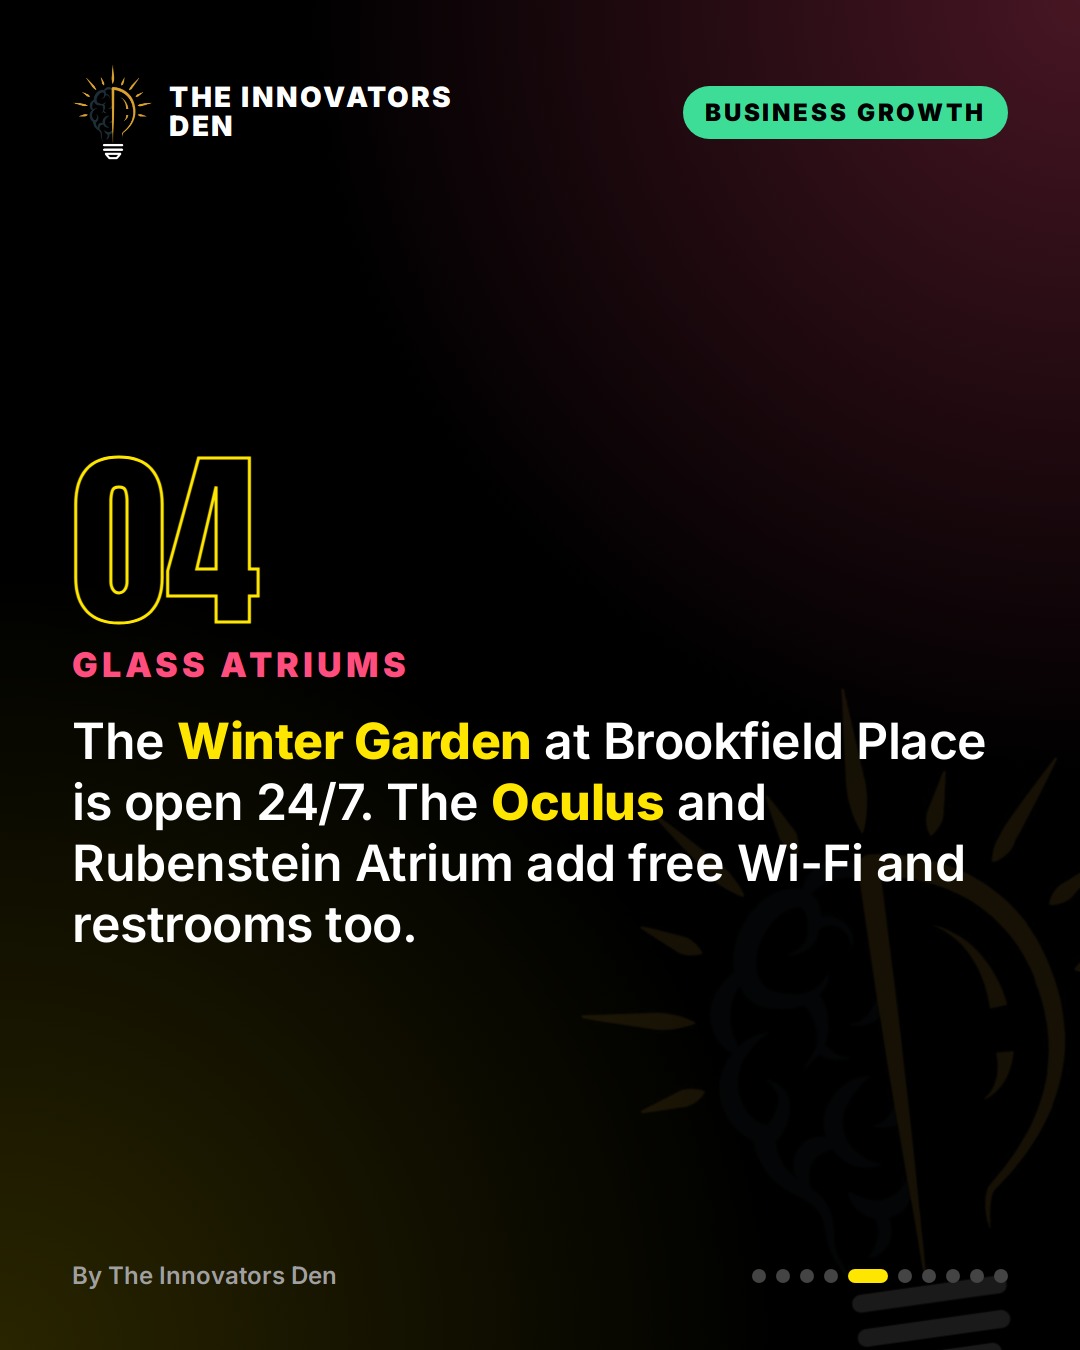 THE INNOVATORS
DEN
BUSINESS GROWTH
04
GLASS ATRIUMS
The Winter Garden at Brookfield Place
is open 24/7. The Oculus and
Rubenstein Atrium add free Wi-Fi and
restrooms too.
By The Innovators Den